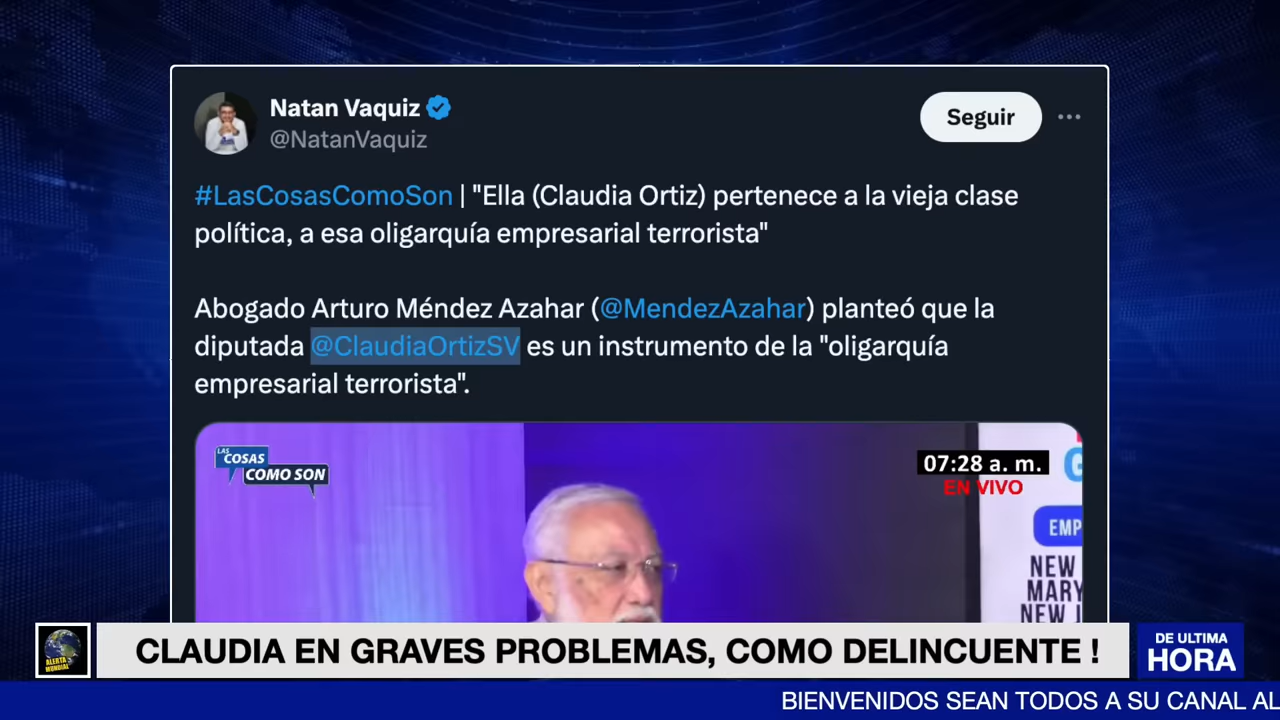 Natan Vaquiz
@NatanVaquiz
Seguir
#LasCosasComoSon | "Ella (Claudia Ortiz) pertenece a la vieja clase
política, a esa oligarquía empresarial terrorista"
Abogado Arturo Méndez Azahar (@MendezAzahar) planteó que la
diputada @ClaudiaOrtizSV es un instrumento de la "oligarquía
empresarial terrorista".
LAS
COSAS
COMO SON
07:28 a. m.
EN VIVO
G
EMP
NEW
MARY
NEW J
ALERTA
MUNDIAL
CLAUDIA EN GRAVES PROBLEMAS, COMO DELINCUENTE !
DE ULTIMA
HORA
BIENVENIDOS SEAN TODOS A SU CANAL AL